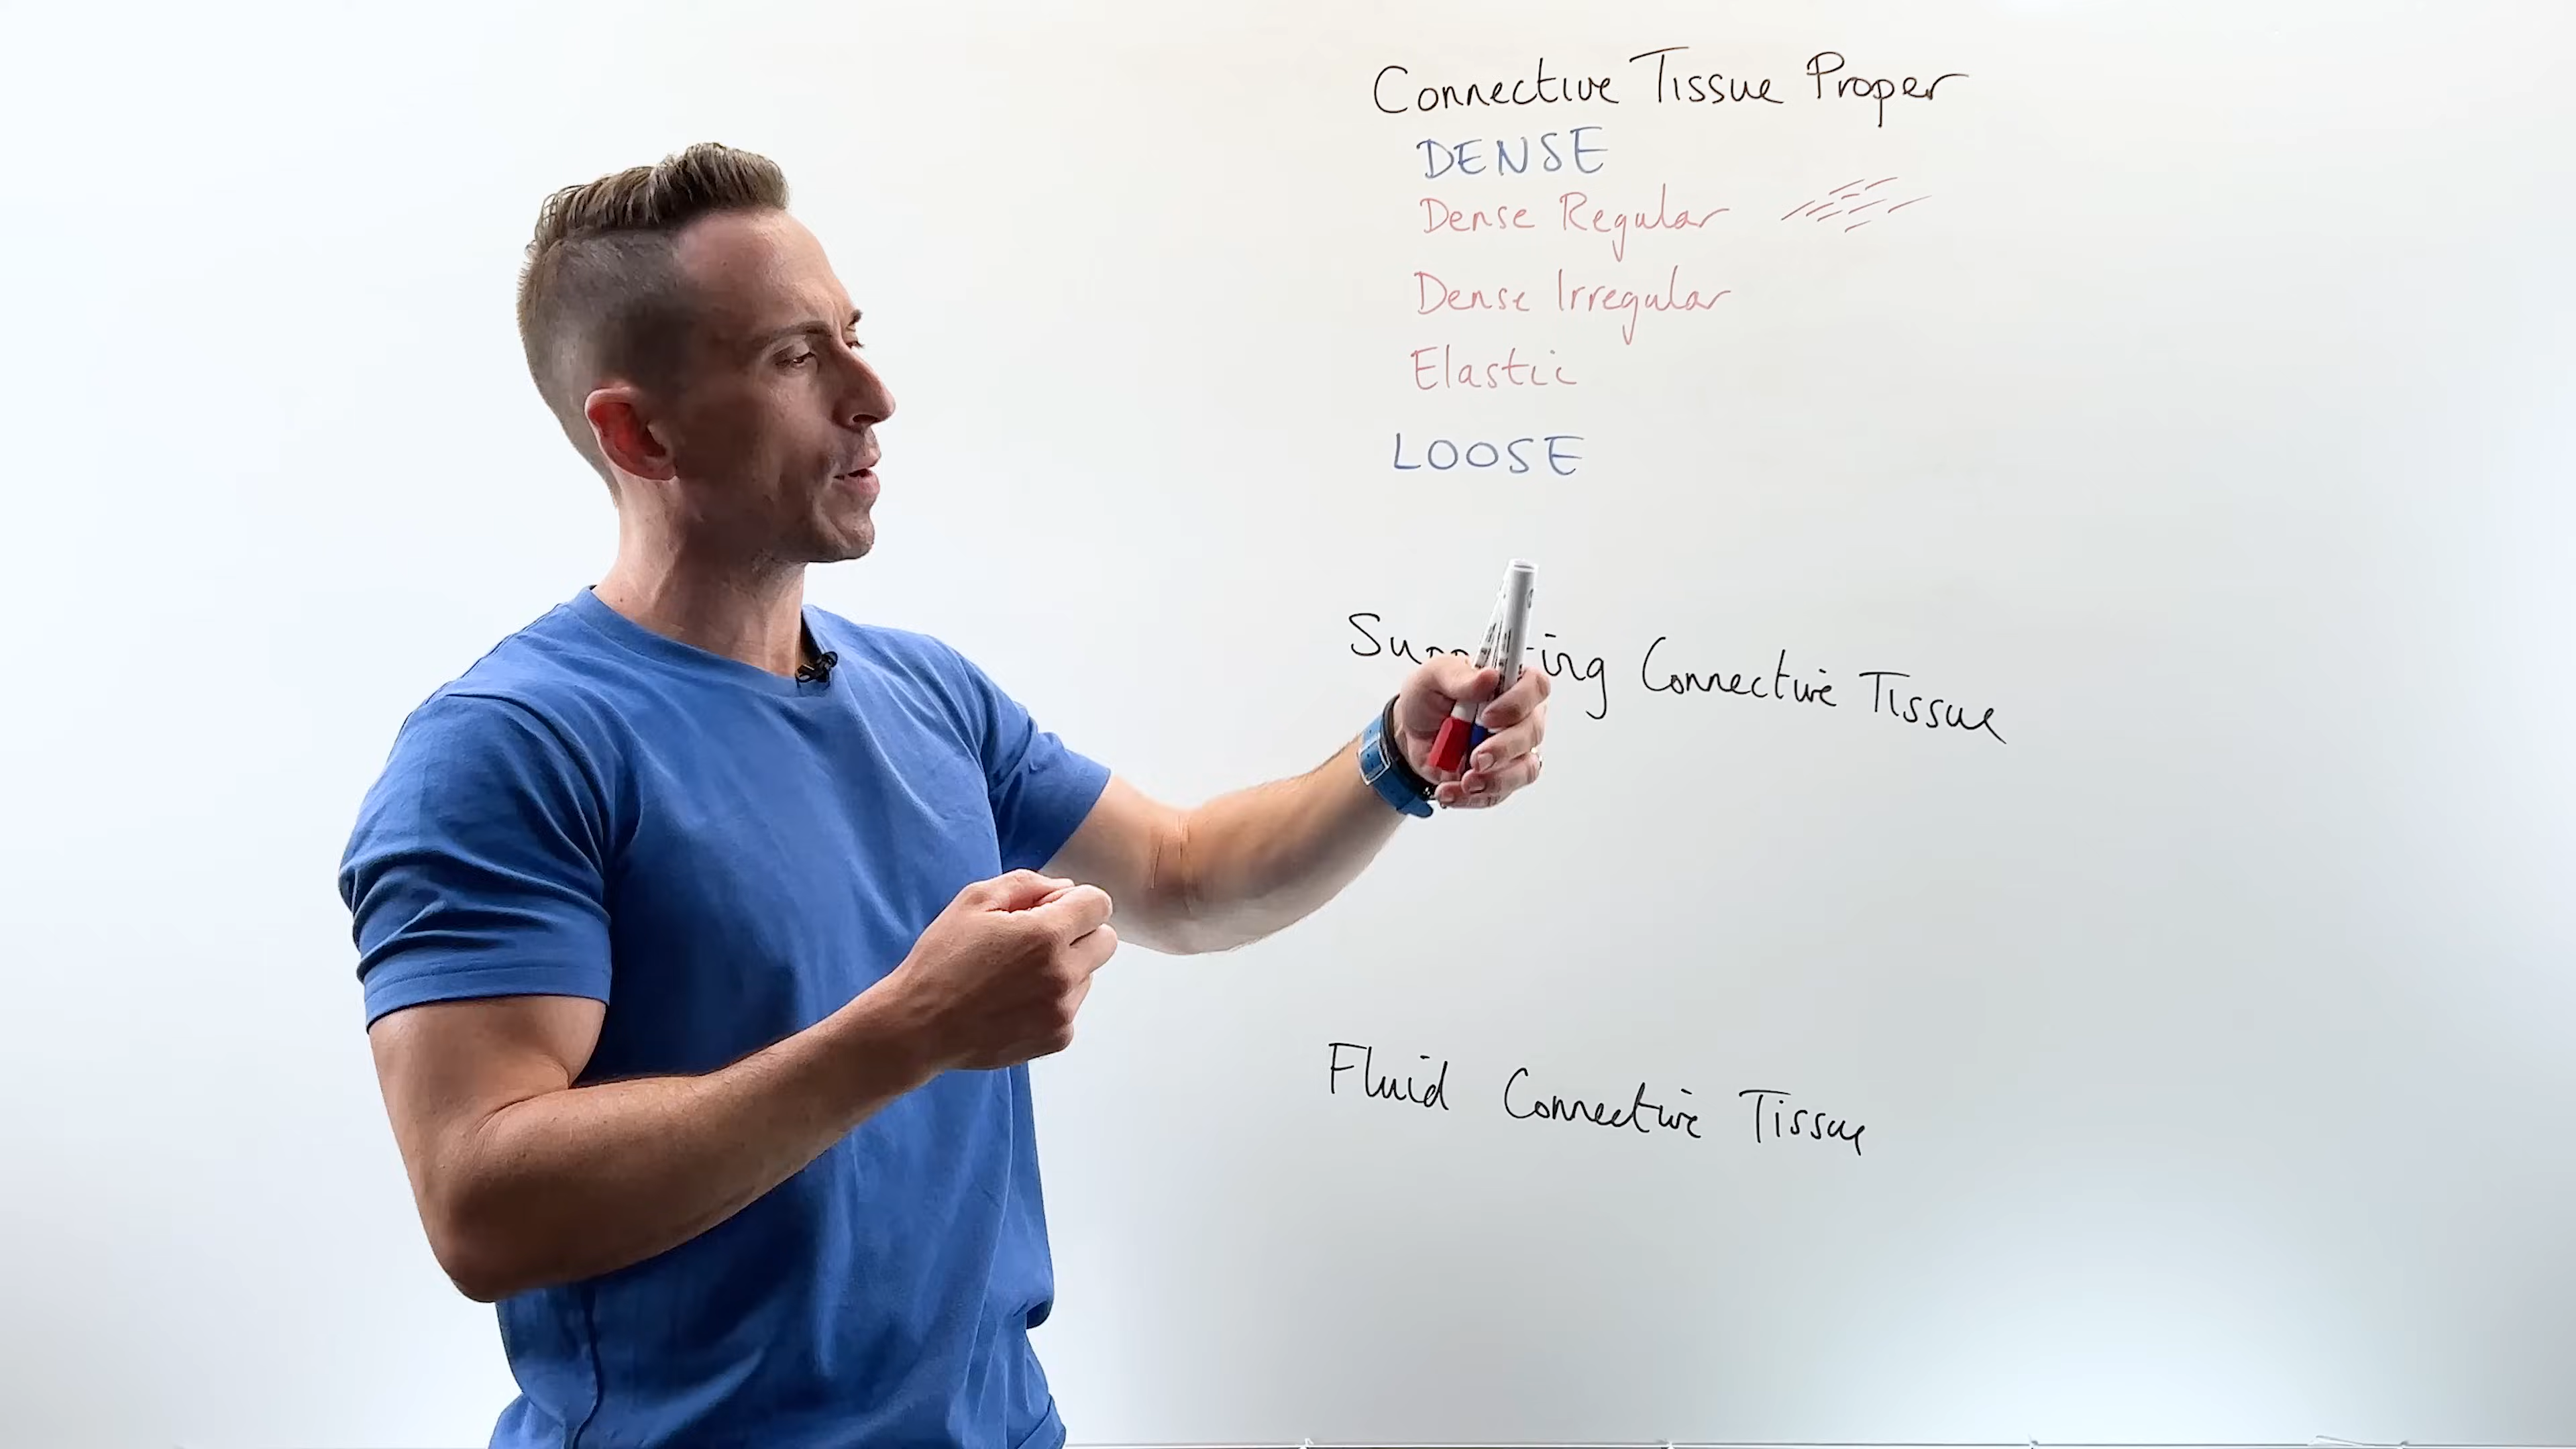 Connective Tissue Proper
DENSE
Dense Regular
Dense Irregular
Elastic
LOOSE
Connective Tissue
Fluid Connective Tissue